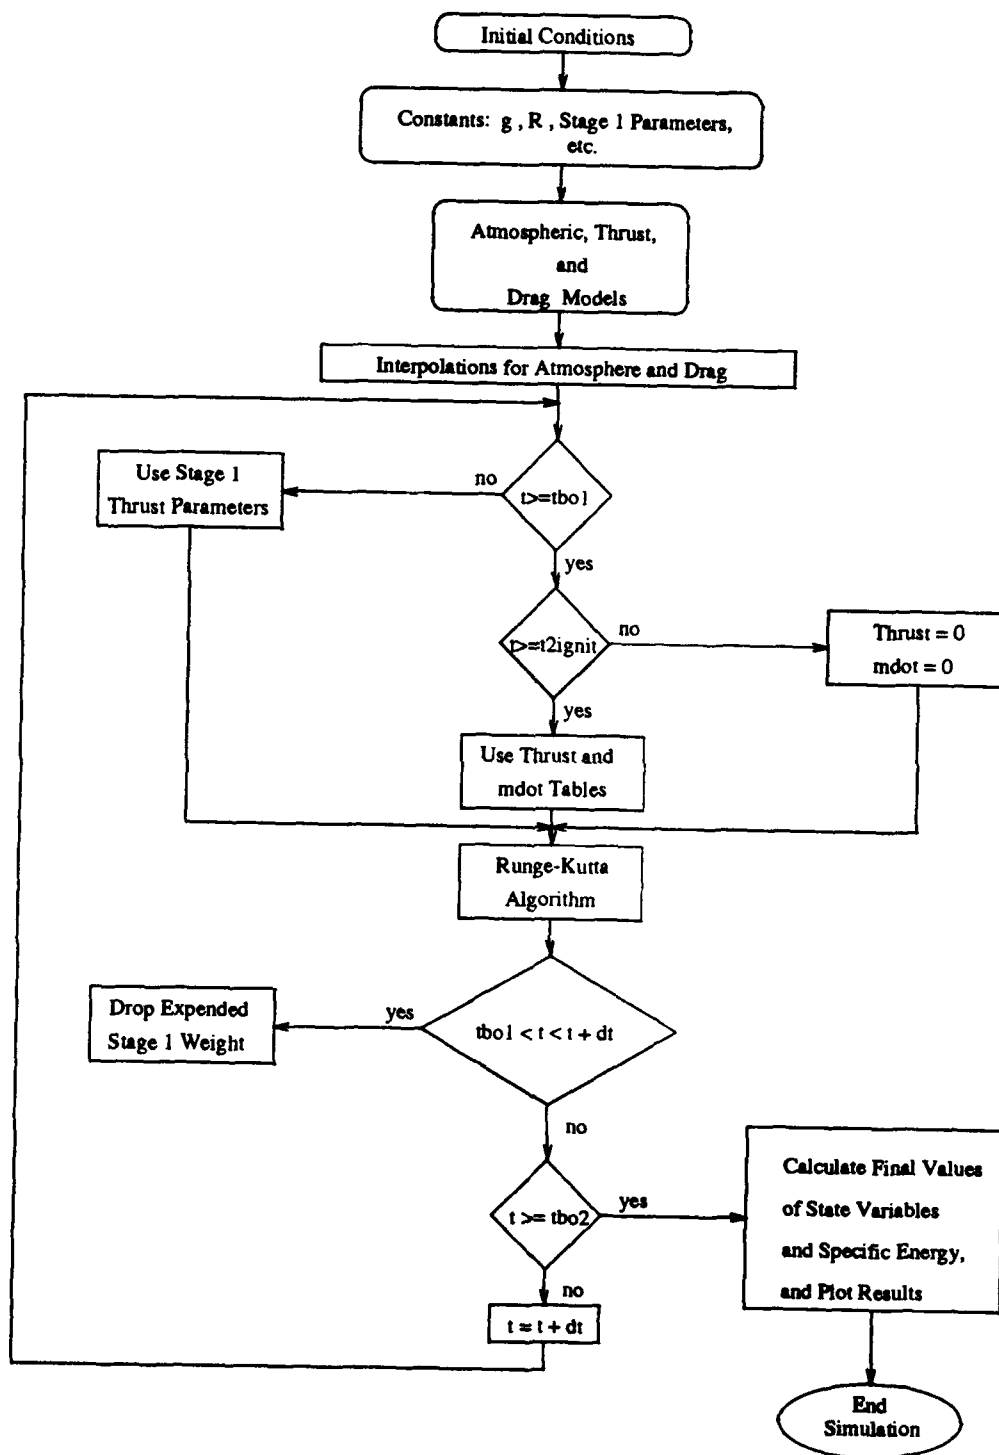 Initial Conditions
Constants: g , R , Stage 1 Parameters,
etc.
Atmospheric, Thrust,
and
Drag Models
Interpolations for Atmosphere and Drag
Use Stage 1
Thrust Parameters
no
t>=tbo1
yes
t>=t2ignit
no
Thrust = 0
mdot = 0
yes
Use Thrust and
mdot Tables
Runge-Kutta
Algorithm
Drop Expended
Stage 1 Weight
yes
tbo1 < t < t + dt
no
t >= tbo2
yes
Calculate Final Values
of State Variables
and Specific Energy,
and Plot Results
no
t = t + dt
End
Simulation